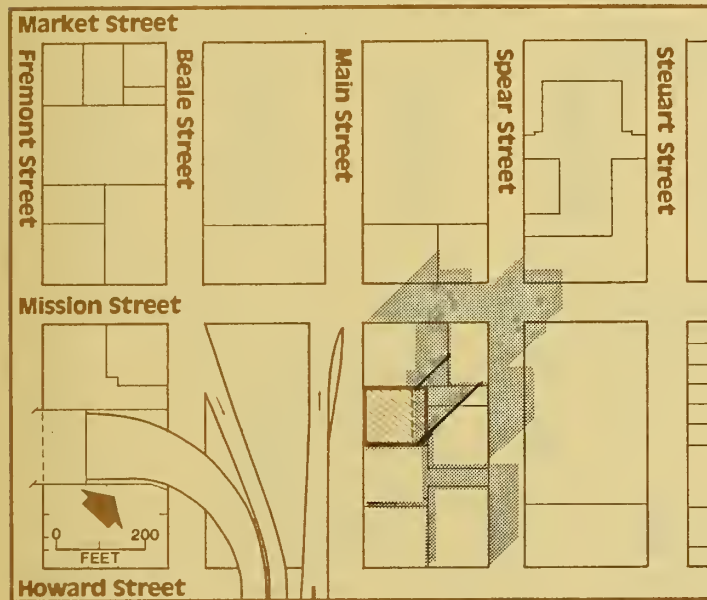 Market Street
Fremont Street
Beale Street
Main Street
Spear Street
Steuart Street
Mission Street
0 200
FEET
Howard Street